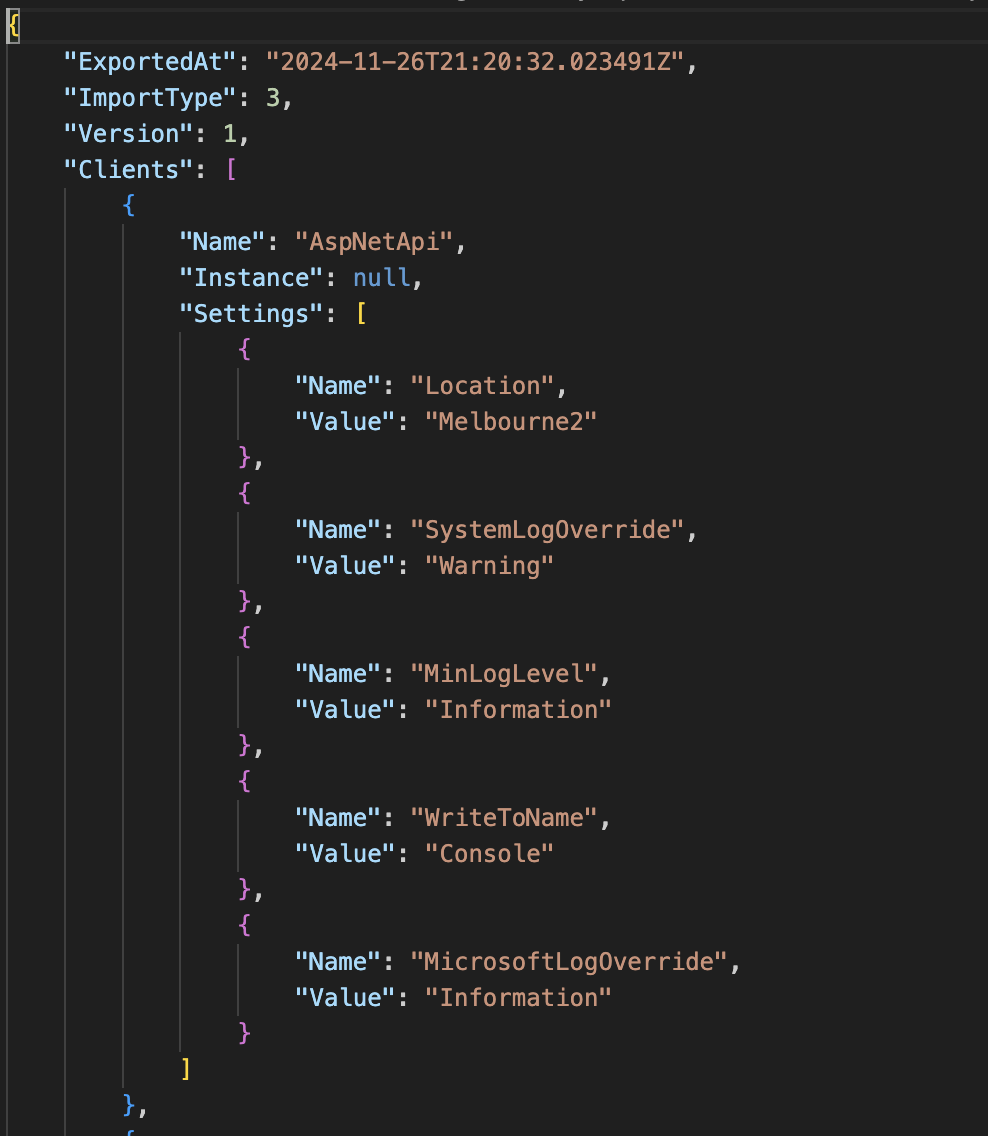 {
    "ExportedAt": "2024-11-26T21:20:32.023491Z",
    "ImportType": 3,
    "Version": 1,
    "Clients": [
        {
            "Name": "AspNetApi",
            "Instance": null,
            "Settings": [
                {
                    "Name": "Location",
                    "Value": "Melbourne2"
                },
                {
                    "Name": "SystemLogOverride",
                    "Value": "Warning"
                },
                {
                    "Name": "MinLogLevel",
                    "Value": "Information"
                },
                {
                    "Name": "WriteToName",
                    "Value": "Console"
                },
                {
                    "Name": "MicrosoftLogOverride",
                    "Value": "Information"
                }
            ]
        },
        {